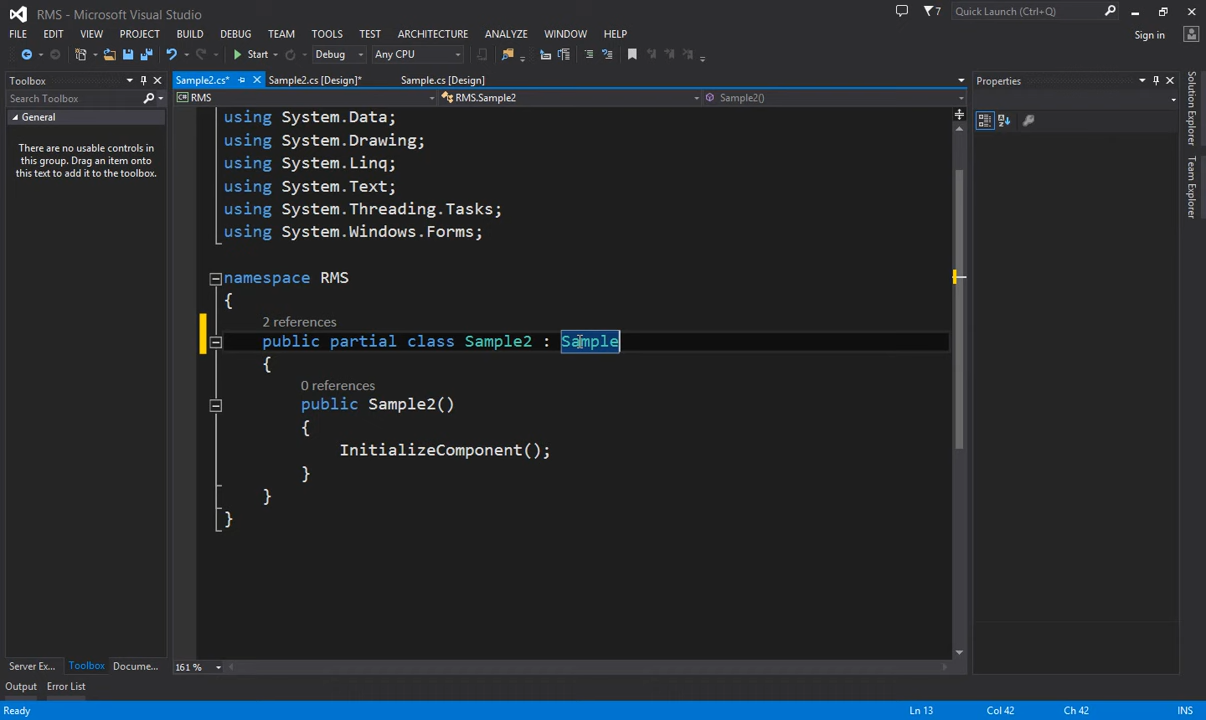 RMS - Microsoft Visual Studio
7
Quick Launch (Ctrl+Q)
FILE EDIT VIEW PROJECT BUILD DEBUG TEAM TOOLS TEST ARCHITECTURE ANALYZE WINDOW HELP
Sign in
Start Debug Any CPU
Toolbox
Search Toolbox
General
There are no usable controls in
this group. Drag an item onto
this text to add it to the toolbox.
Sample2.cs* Sample2.cs [Design]* Sample.cs [Design]
RMS RMS.Sample2 Sample2()
using System.Data;
using System.Drawing;
using System.Linq;
using System.Text;
using System.Threading.Tasks;
using System.Windows.Forms;
namespace RMS
{
2 references
public partial class Sample2 : Sample
{
0 references
public Sample2()
{
InitializeComponent();
}
}
}
161 %
Properties
Solution Explorer
Team Explorer
Server Ex... Toolbox Docume...
Output Error List
Ready Ln 13 Col 42 Ch 42 INS